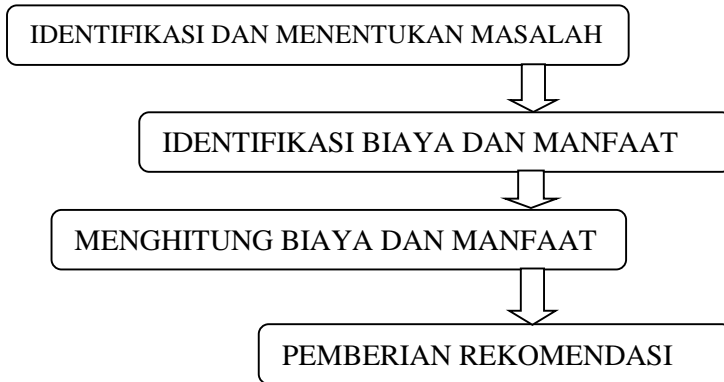 IDENTIFIKASI DAN MENENTUKAN MASALAH
IDENTIFIKASI BIAYA DAN MANFAAT
MENGHITUNG BIAYA DAN MANFAAT
PEMBERIAN REKOMENDASI